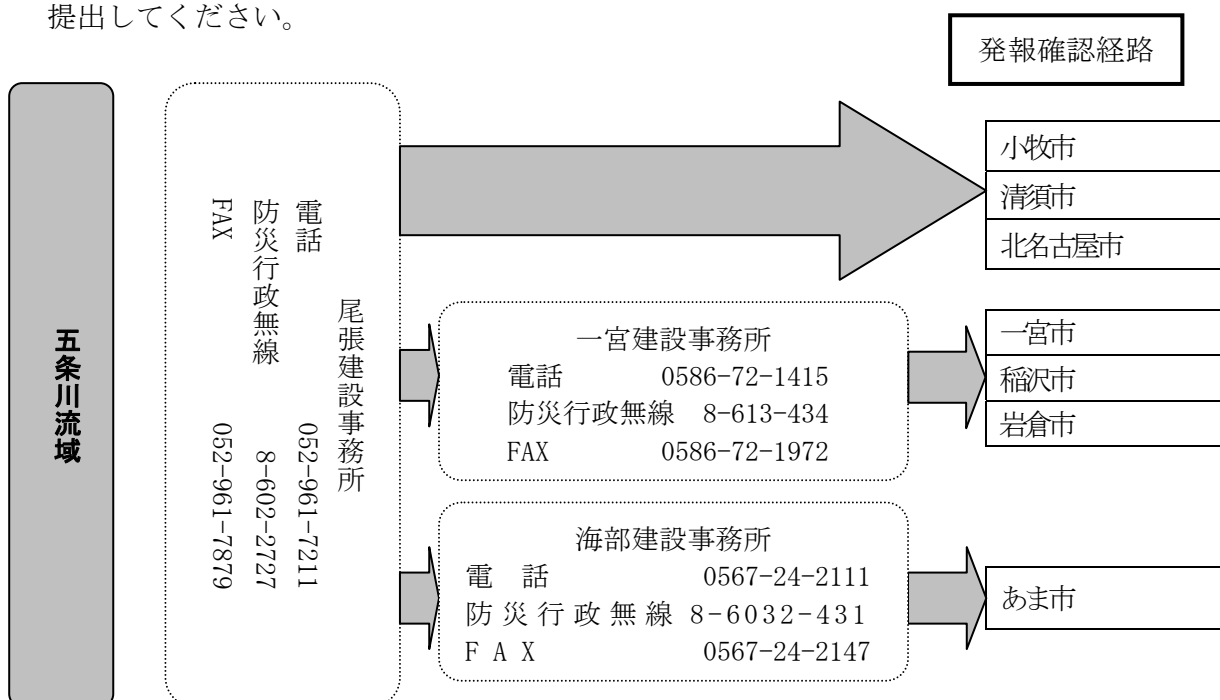 提出してください。
発報確認経路
五条川流域
尾張建設事務所
電話 052-961-7211
防災行政無線 8-602-2727
FAX 052-961-7879
小牧市
清須市
北名古屋市
一宮建設事務所
電話 0586-72-1415
防災行政無線 8-613-434
FAX 0586-72-1972
一宮市
稲沢市
岩倉市
海部建設事務所
電 話 0567-24-2111
防災行政無線 8-6032-431
F A X 0567-24-2147
あま市